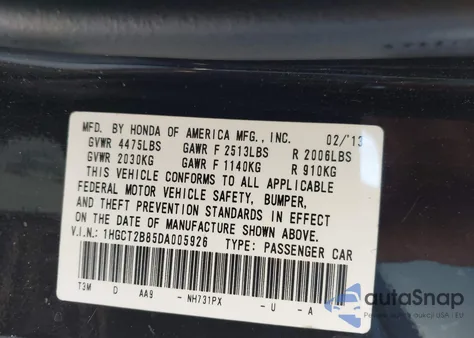 MFD. BY HONDA OF AMERICA MFG., INC. 02/'13
GVWR 4475LBS GAWR F 2513LBS R 2006LBS
GVWR 2030KG GAWR F 1140KG R 910KG
THIS VEHICLE CONFORMS TO ALL APPLICABLE
FEDERAL MOTOR VEHICLE SAFETY, BUMPER,
AND THEFT PREVENTION STANDARDS IN EFFECT
ON THE DATE OF MANUFACTURE SHOWN ABOVE.
V.I.N.: 1HGCT2B85DA005926 TYPE: PASSENGER CAR
T3M D AA9 - NH731PX - U - A
autoSnap